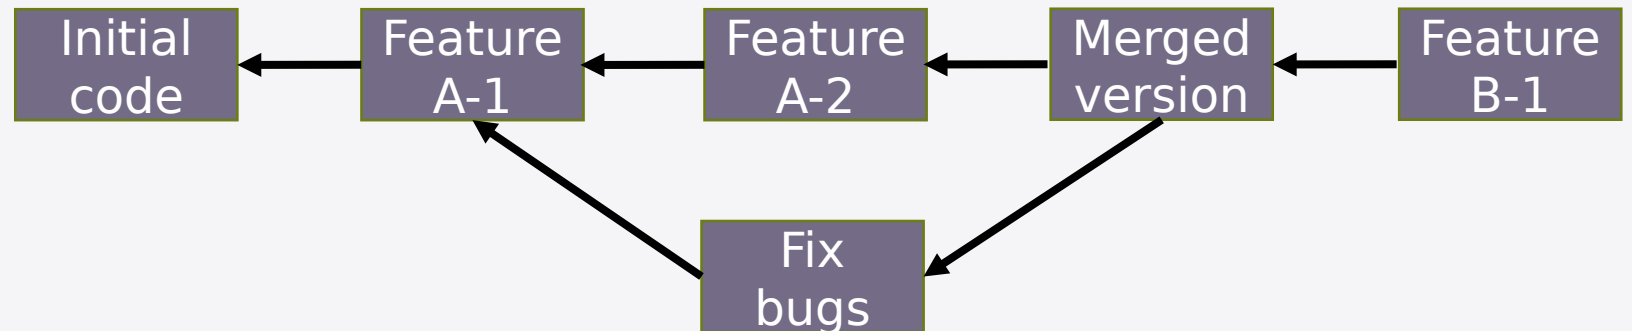 Initial
code
Feature
A-1
Feature
A-2
Merged
version
Feature
B-1
Fix
bugs